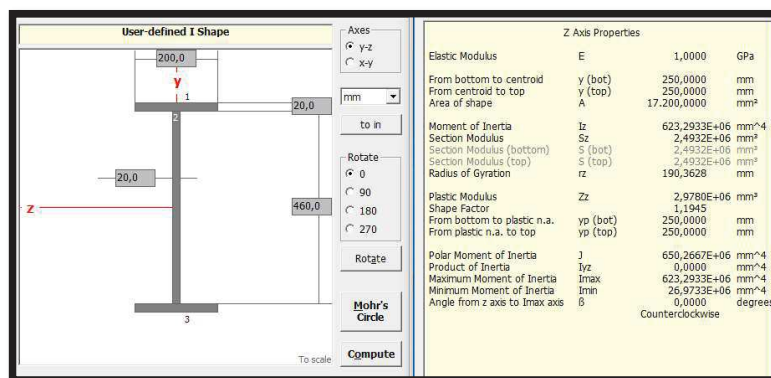 User-defined I Shape
200,0
y
1
20,0
2
20,0
z
460,0
3
To scale
Axes
y-z
x-y
mm
to in
Rotate
0
90
180
270
Rotate
Mohr's
Circle
Compute
Z Axis Properties
Elastic Modulus E 1,0000 GPa
From bottom to centroid y (bot) 250,0000 mm
From centroid to top y (top) 250,0000 mm
Area of shape A 17.200,0000 mm²
Moment of Inertia Iz 623,2933E+06 mm^4
Section Modulus Sz 2,4932E+06 mm³
Section Modulus (bottom) S (bot) 2,4932E+06 mm³
Section Modulus (top) S (top) 2,4932E+06 mm³
Radius of Gyration rz 190,3628 mm
Plastic Modulus Zz 2,9780E+06 mm³
Shape Factor 1,1945
From bottom to plastic n.a. yp (bot) 250,0000 mm
From plastic n.a. to top yp (top) 250,0000 mm
Polar Moment of Inertia J 650,2667E+06 mm^4
Product of Inertia Iyz 0,0000 mm^4
Maximum Moment of Inertia Imax 623,2933E+06 mm^4
Minimum Moment of Inertia Imin 26,9733E+06 mm^4
Angle from z axis to Imax axis ß 0,0000 degrees
Counterclockwise